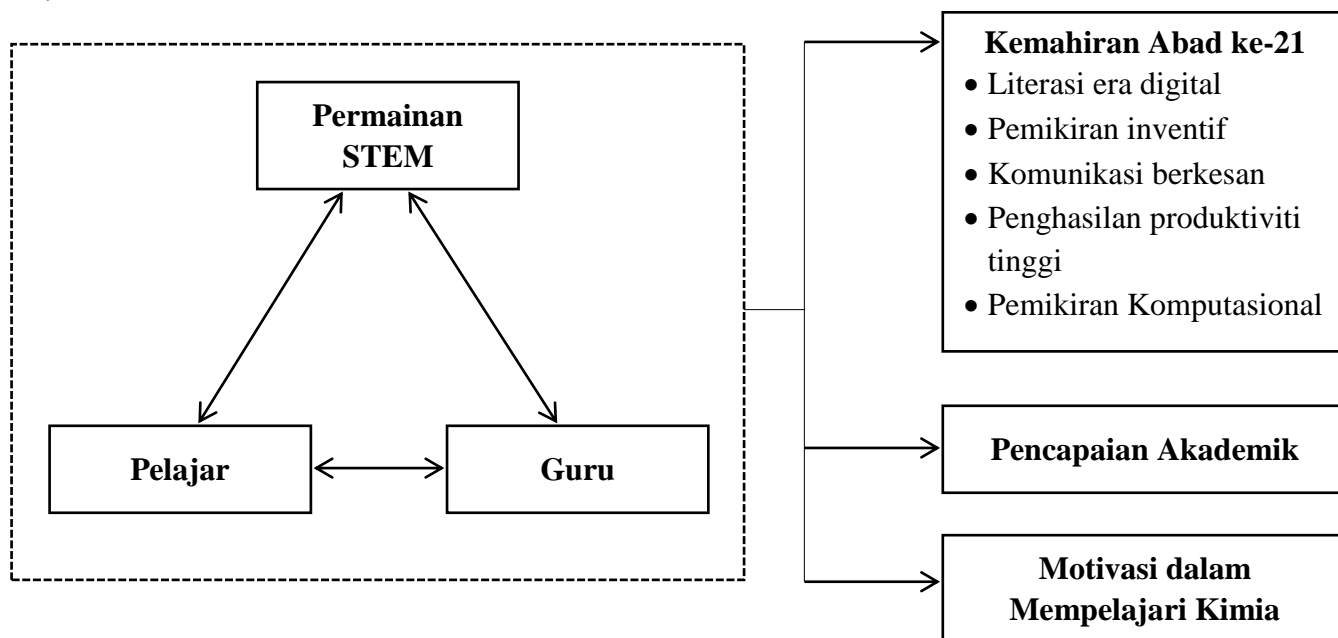 Permainan
STEM
Pelajar
Guru
Kemahiran Abad ke-21
• Literasi era digital
• Pemikiran inventif
• Komunikasi berkesan
• Penghasilan produktiviti
tinggi
• Pemikiran Komputasional
Pencapaian Akademik
Motivasi dalam
Mempelajari Kimia